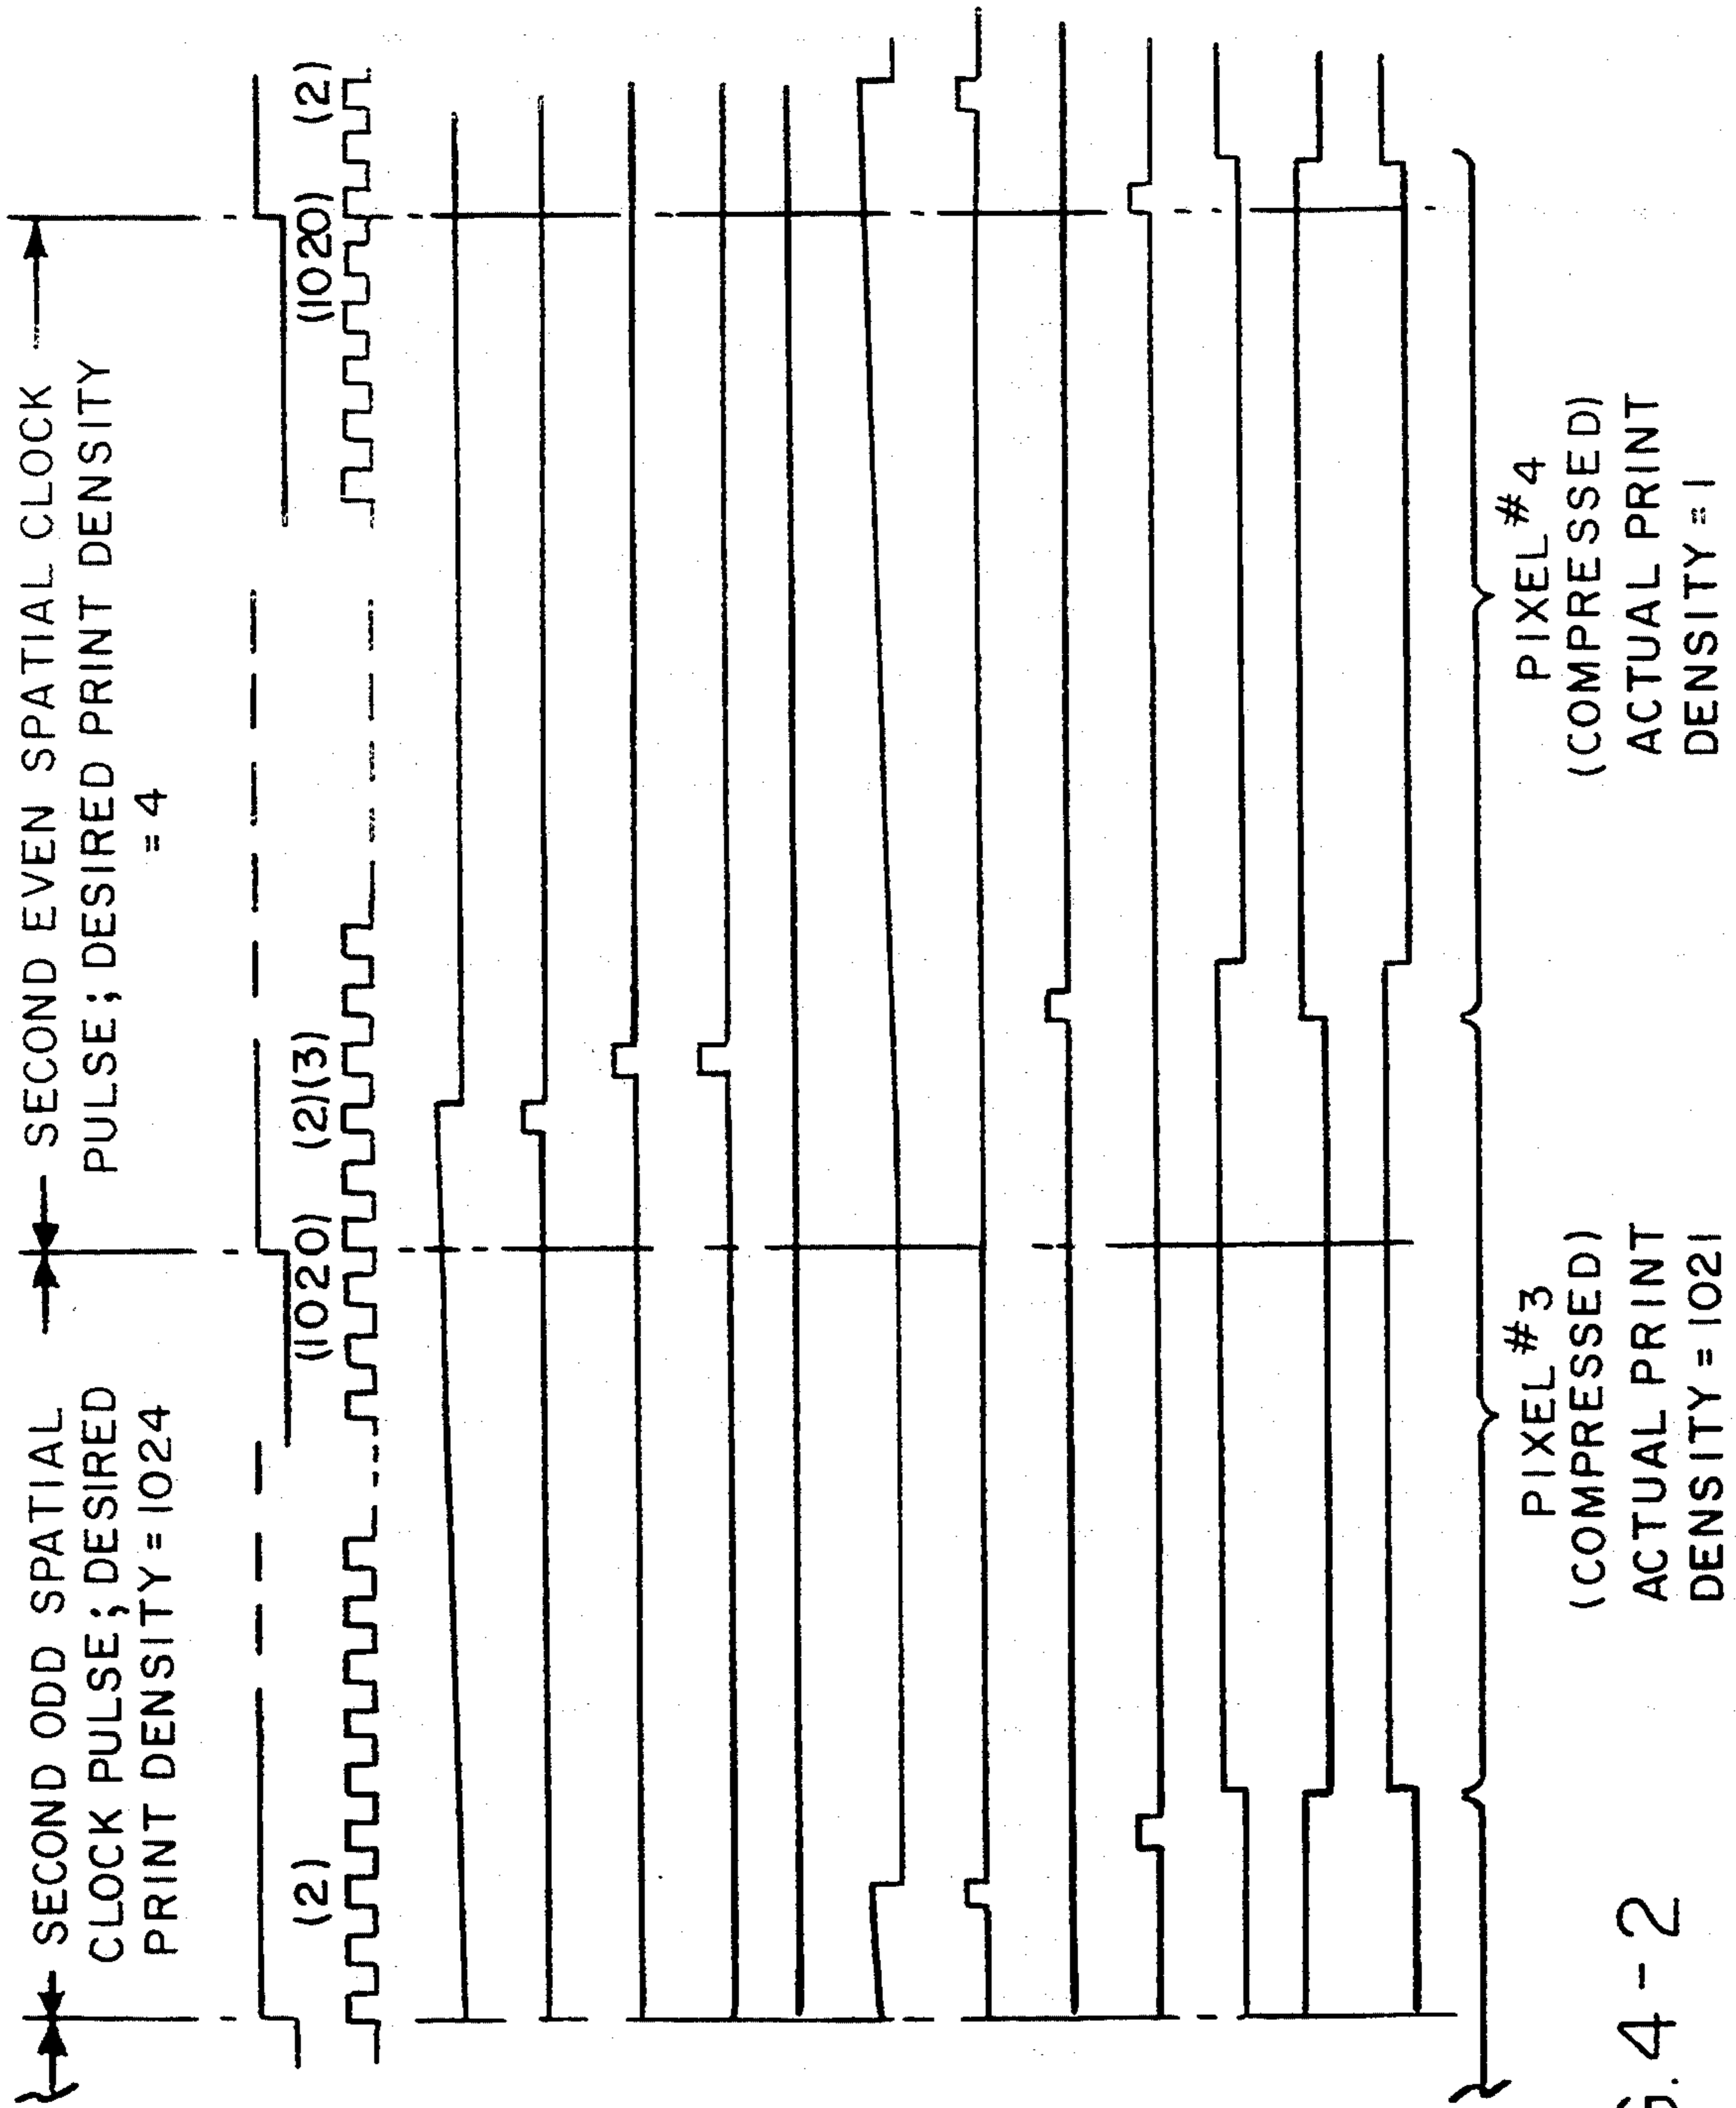 SECOND ODD SPATIAL
CLOCK PULSE; DESIRED
PRINT DENSITY = 1024
SECOND EVEN SPATIAL CLOCK
PULSE; DESIRED PRINT DENSITY
= 4
(2)
(1020)
(2)(3)
(1020)
(2)
PIXEL #3
(COMPRESSED)
ACTUAL PRINT
DENSITY = 1021
PIXEL #4
(COMPRESSED)
ACTUAL PRINT
DENSITY = 1
G. 4-2